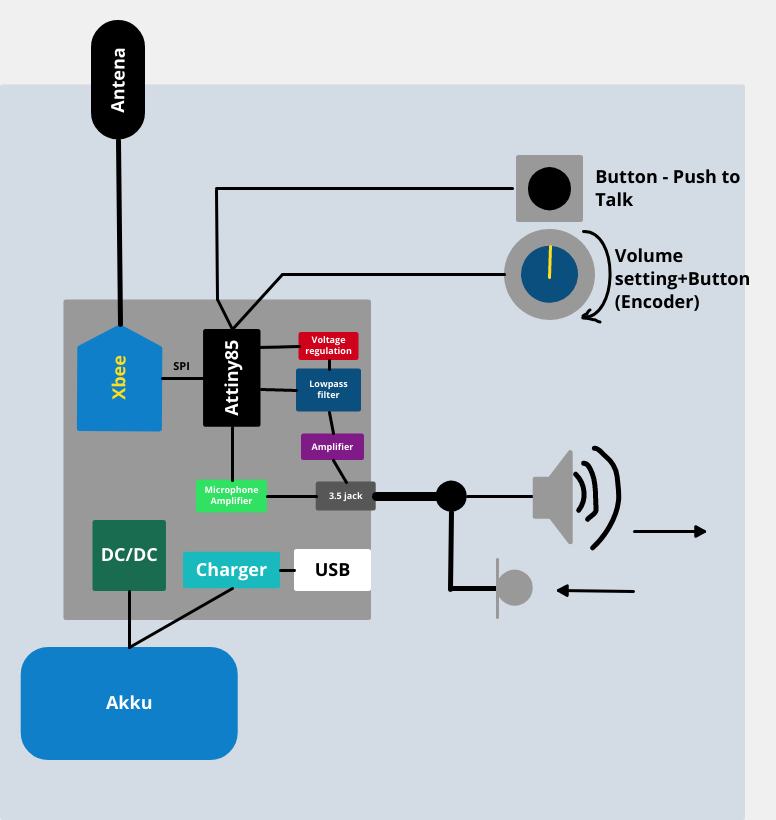 Antena
Button - Push to
Talk
Volume
setting+Button
(Encoder)
Xbee
SPI
Attiny85
Voltage
regulation
Lowpass
filter
Amplifier
Microphone
Amplifier
3.5 jack
DC/DC
Charger
USB
Akku